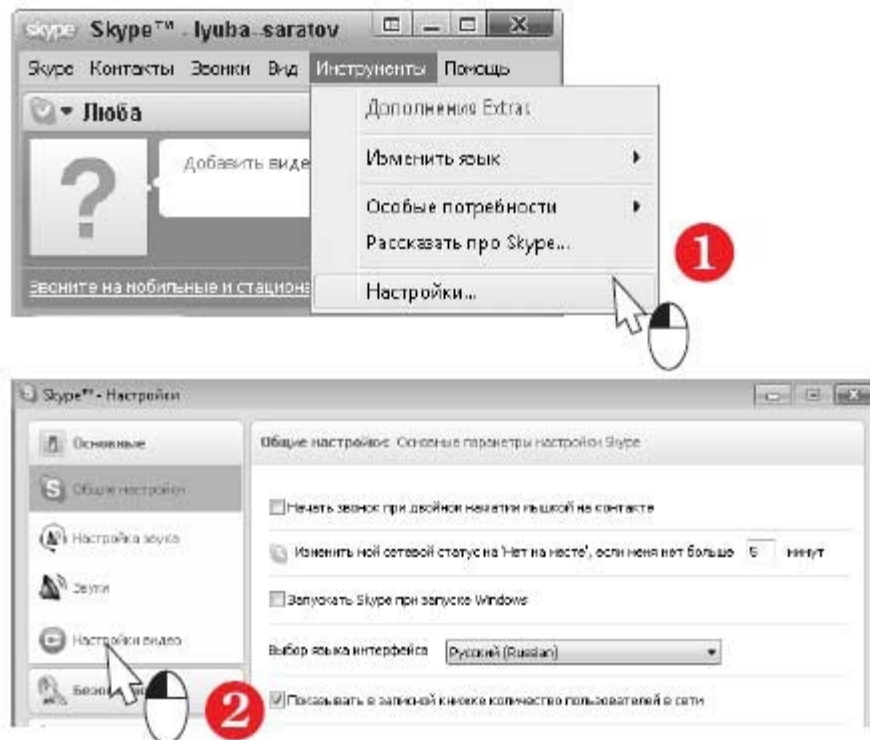 skype Skype™ - lyuba-saratov
Skype Контакты Звонки Вид Инструменты Помощь
Люба
Добавить виде
?
Звоните на мобильные и стациона
Дополнения Extras
Изменить язык
Особые потребности
Рассказать про Skype...
Настройки...
1
Skype™ - Настройки
Основные
Общие настройки
Настройка звука
Звуки
Настройки видео
2
Общие настройки: Основные параметры настройки Skype
Начать звонок при двойном нажатии мышкой на контакте
Изменить мой сетевой статус на 'Нет на месте', если меня нет больше 5 минут
Запускать Skype при запуске Windows
Выбор языка интерфейса Русский (Russian)
Показывать в записной книжке количество пользователей в сети